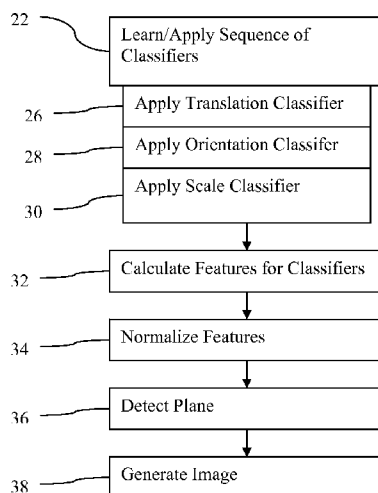 22
Learn/Apply Sequence of
Classifiers
26
Apply Translation Classifier
28
Apply Orientation Classifer
30
Apply Scale Classifier
32
Calculate Features for Classifiers
34
Normalize Features
36
Detect Plane
38
Generate Image